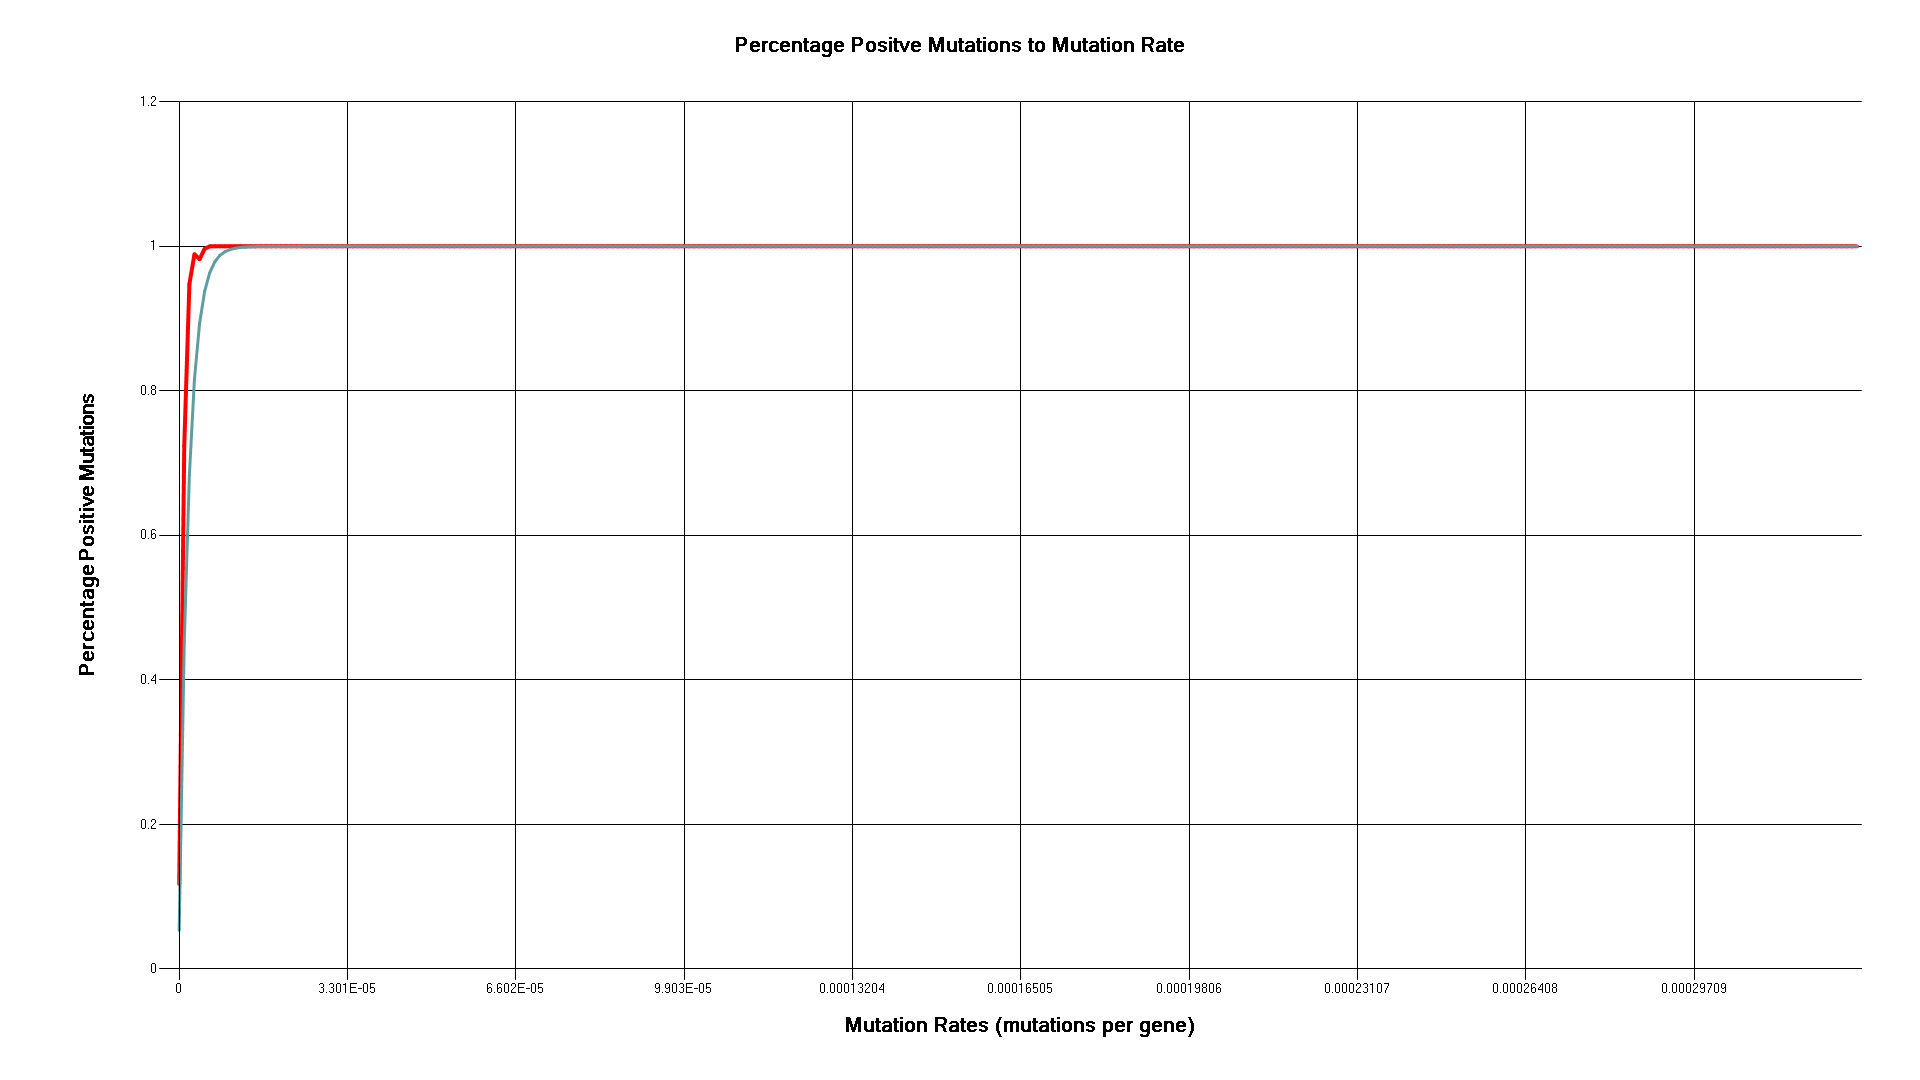 Percentage Positve Mutations to Mutation Rate
1.2
1
0.8
0.6
0.4
0.2
0
Percentage Positive Mutations
0 3.301E-05 6.602E-05 9.903E-05 0.00013204 0.00016505 0.00019806 0.00023107 0.00026408 0.00029709
Mutation Rates (mutations per gene)